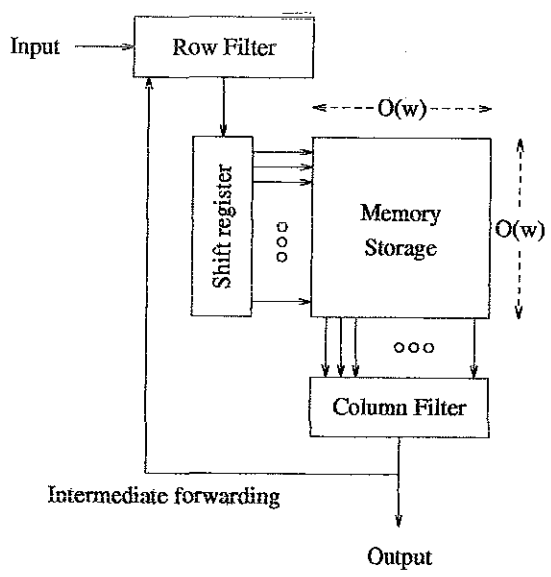 Input
Row Filter
O(w)
Shift register
Memory
Storage
O(w)
Column Filter
Intermediate forwarding
Output